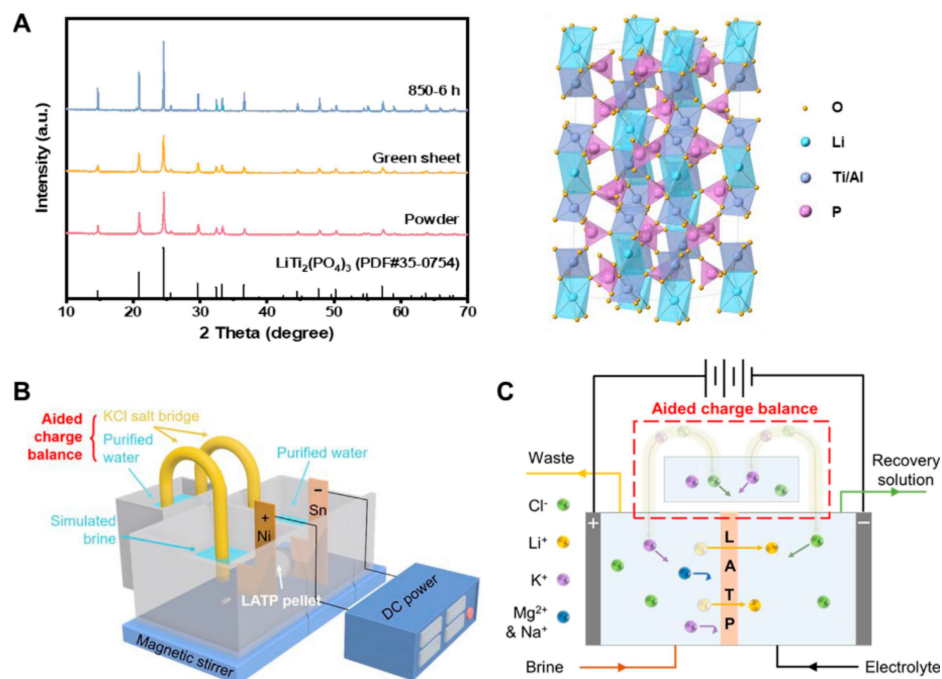 A
Intensity (a.u.)
850-6 h
Green sheet
Powder
LiTi₂(PO₄)₃ (PDF#35-0754)
10 20 30 40 50 60 70
2 Theta (degree)
O
Li
Ti/Al
P
B
Aided
charge
balance
KCl salt bridge
Purified
water
Purified water
Simulated
brine
+
Ni
−
Sn
LATP pellet
DC power
Magnetic stirrer
C
Aided charge balance
Waste
Recovery
solution
Cl⁻
Li⁺
K⁺
Mg²⁺
& Na⁺
+
−
L
A
T
P
Brine
Electrolyte